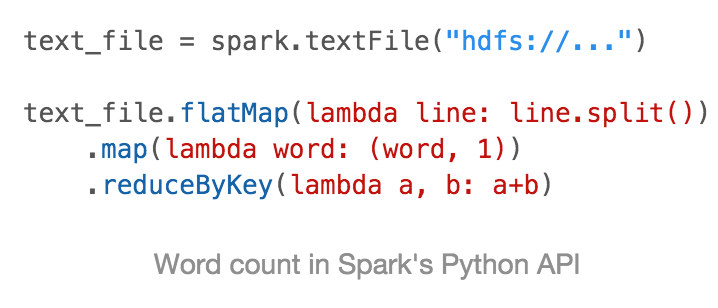 text_file = spark.textFile("hdfs://...")
text_file.flatMap(lambda line: line.split())
    .map(lambda word: (word, 1))
    .reduceByKey(lambda a, b: a+b)
Word count in Spark's Python API